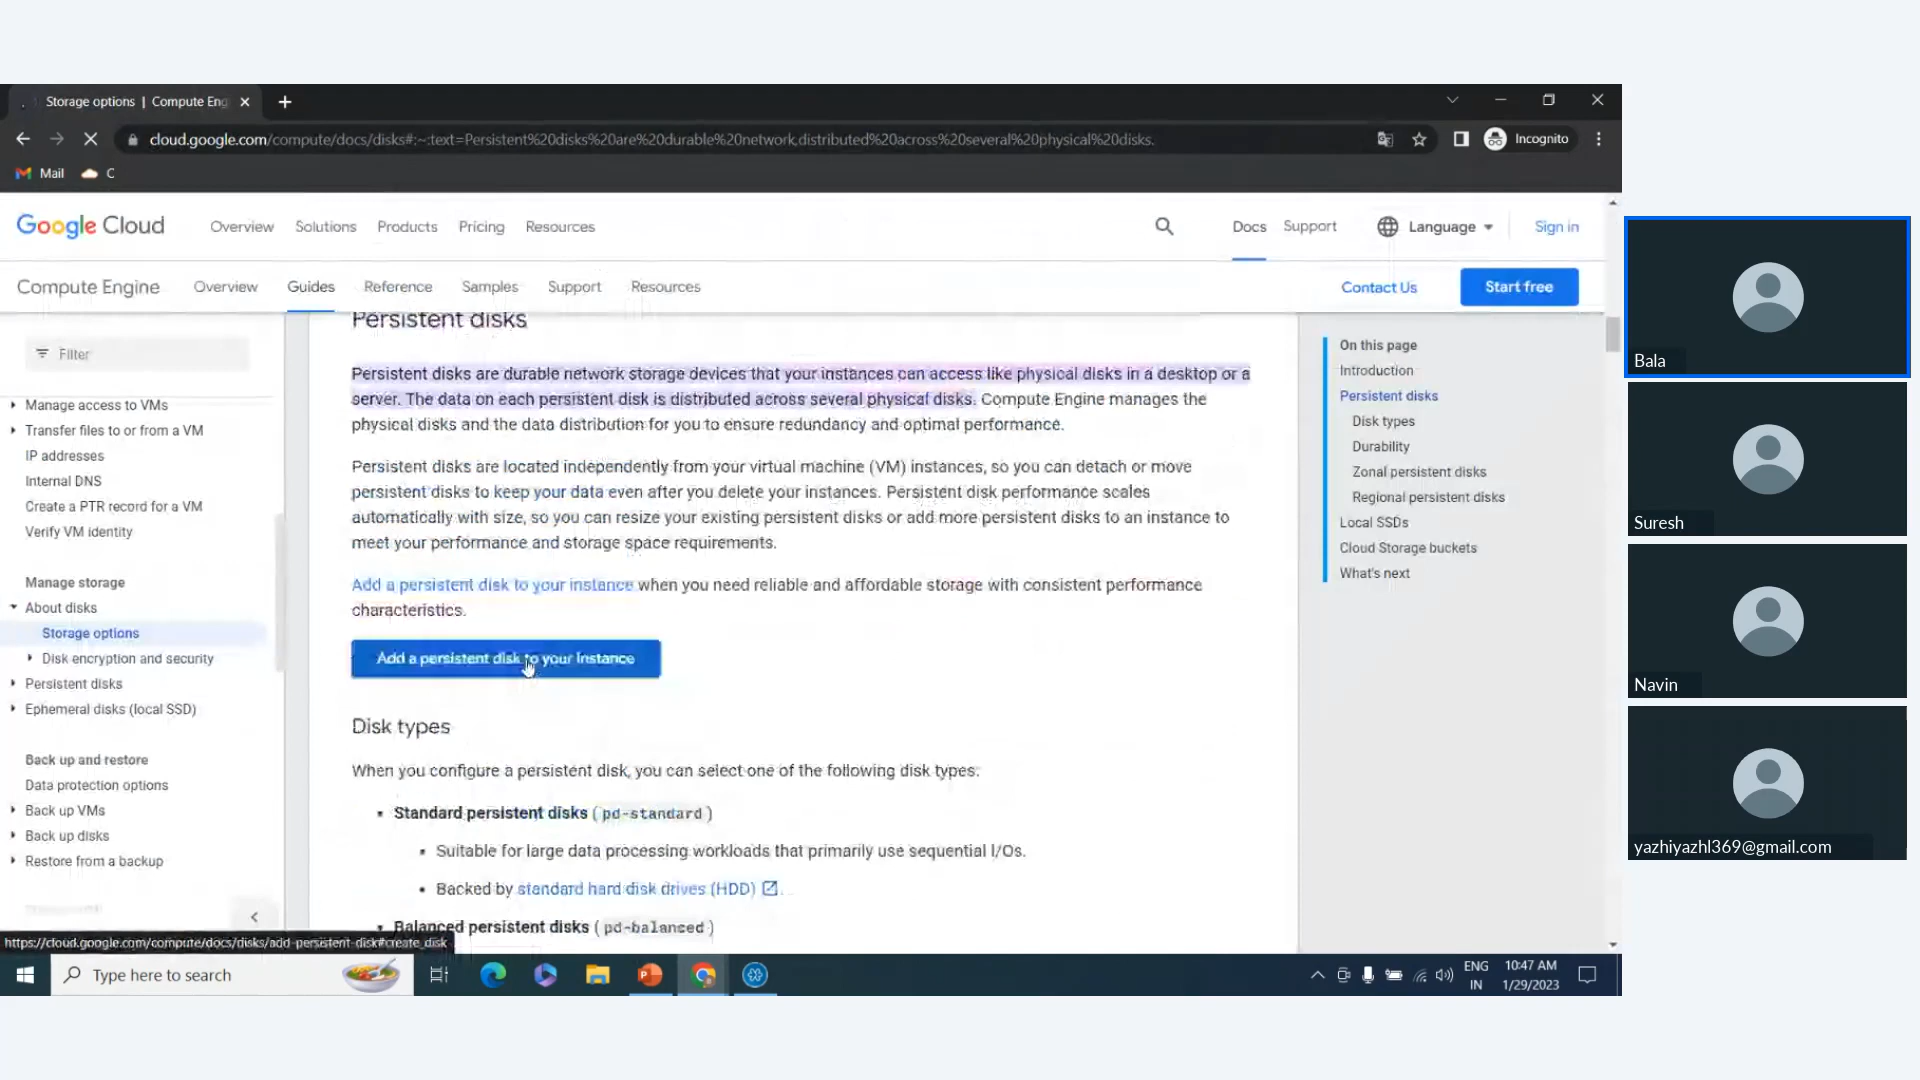 Storage options | Compute Eng
cloud.google.com/compute/docs/disks#:~:text=Persistent%20disks%20are%20durable%20network,distributed%20across%20several%20physical%20disks.
Incognito
Mail
C
Google Cloud
Overview
Solutions
Products
Pricing
Resources
Docs
Support
Language
Sign in
Compute Engine
Overview
Guides
Reference
Samples
Support
Resources
Contact Us
Start free
Filter
Manage access to VMs
Transfer files to or from a VM
IP addresses
Internal DNS
Create a PTR record for a VM
Verify VM identity
Manage storage
About disks
Storage options
Disk encryption and security
Persistent disks
Ephemeral disks (local SSD)
Back up and restore
Data protection options
Back up VMs
Back up disks
Restore from a backup
Persistent disks
Persistent disks are durable network storage devices that your instances can access like physical disks in a desktop or a
server. The data on each persistent disk is distributed across several physical disks. Compute Engine manages the
physical disks and the data distribution for you to ensure redundancy and optimal performance.
Persistent disks are located independently from your virtual machine (VM) instances, so you can detach or move
persistent disks to keep your data even after you delete your instances. Persistent disk performance scales
automatically with size, so you can resize your existing persistent disks or add more persistent disks to an instance to
meet your performance and storage space requirements.
Add a persistent disk to your instance when you need reliable and affordable storage with consistent performance
characteristics.
Add a persistent disk to your instance
Disk types
When you configure a persistent disk, you can select one of the following disk types.
Standard persistent disks ( pd-standard )
Suitable for large data processing workloads that primarily use sequential I/Os.
Backed by standard hard disk drives (HDD) .
Balanced persistent disks ( pd-balanced )
On this page
Introduction
Persistent disks
Disk types
Durability
Zonal persistent disks
Regional persistent disks
Local SSDs
Cloud Storage buckets
What's next
https://cloud.google.com/compute/docs/disks/add-persistent-disk#create_disk
Type here to search
ENG
IN
10:47 AM
1/29/2023
Bala
Suresh
Navin
yazhiyazhl369@gmail.com